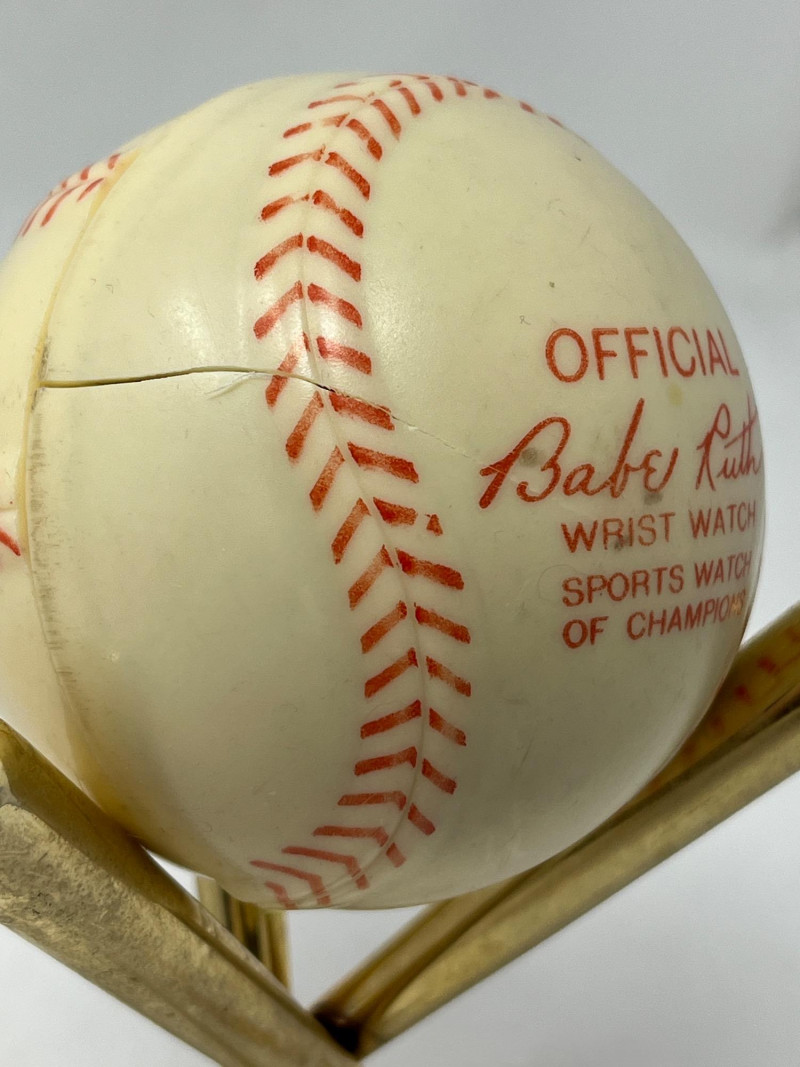 OFFICIAL
Babe Ruth
WRIST WATCH
SPORTS WATCH
OF CHAMPIONS